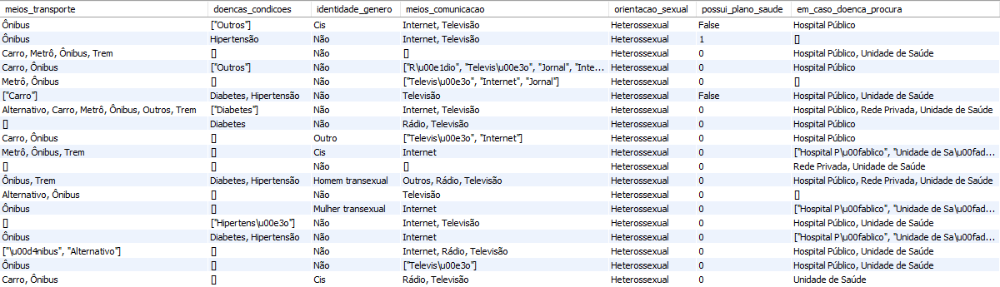 meios_transporte doencas_condicoes identidade_genero meios_comunicacao orientacao_sexual possui_plano_saude em_caso_doenca_procura
Ônibus ["Outros"] Cis Internet, Televisão Heterossexual False Hospital Público
Ônibus Hipertensão Não Internet, Televisão Heterossexual 1 []
Carro, Metrô, Ônibus, Trem [] Não [] Heterossexual 0 Hospital Público, Unidade de Saúde
Carro, Ônibus ["Outros"] Não ["R\u00e1dio", "Televis\u00e3o", "Jornal", "Inte... Heterossexual 0 Hospital Público
Metrô, Ônibus [] Não ["Televis\u00e3o", "Internet", "Jornal"] Heterossexual 0 []
["Carro"] Diabetes, Hipertensão Não Televisão Heterossexual False Hospital Público, Unidade de Saúde
Alternativo, Carro, Metrô, Ônibus, Outros, Trem ["Diabetes"] Não Internet, Televisão Heterossexual 0 Hospital Público, Rede Privada, Unidade de Saúde
[] Diabetes Não Rádio, Televisão Heterossexual 0 Hospital Público
Carro, Ônibus [] Outro ["Televis\u00e3o", "Internet"] Heterossexual 0 Hospital Público
Metrô, Ônibus, Trem [] Cis Internet Heterossexual 0 ["Hospital P\u00fablico", "Unidade de Sa\u00fad...
[] [] Não [] Heterossexual 0 Rede Privada, Unidade de Saúde
Ônibus, Trem Diabetes, Hipertensão Homem transexual Outros, Rádio, Televisão Heterossexual 0 Hospital Público, Rede Privada, Unidade de Saúde
Alternativo, Ônibus [] Não Televisão Heterossexual 0 []
Ônibus [] Mulher transexual Internet Heterossexual 0 ["Hospital P\u00fablico", "Unidade de Sa\u00fad...
[] ["Hipertens\u00e3o"] Não Internet, Televisão Heterossexual 0 Hospital Público, Unidade de Saúde
Ônibus Diabetes, Hipertensão Não Internet Heterossexual 0 ["Hospital P\u00fablico", "Unidade de Sa\u00fad...
["\u00d4nibus", "Alternativo"] [] Não Internet, Rádio, Televisão Heterossexual 0 Hospital Público, Unidade de Saúde
Ônibus [] Não ["Televis\u00e3o"] Heterossexual 0 Hospital Público, Unidade de Saúde
Carro, Ônibus [] Cis Rádio, Televisão Heterossexual 0 Unidade de Saúde